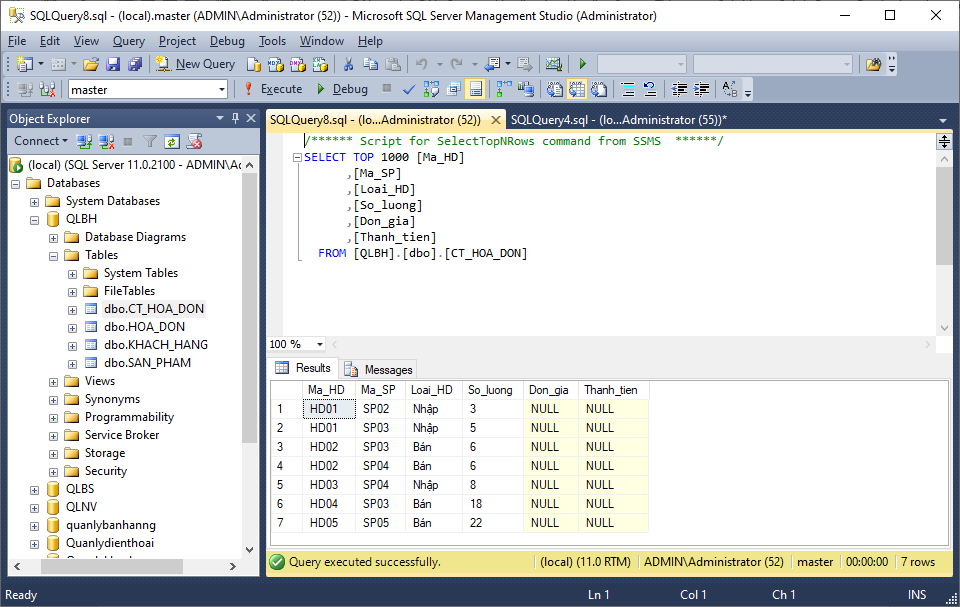 SQLQuery8.sql - (local).master (ADMIN\Administrator (52)) - Microsoft SQL Server Management Studio (Administrator)
File Edit View Query Project Debug Tools Window Help
New Query
master Execute Debug
Object Explorer
Connect
(local) (SQL Server 11.0.2100 - ADMIN\Ac
Databases
System Databases
QLBH
Database Diagrams
Tables
System Tables
FileTables
dbo.CT_HOA_DON
dbo.HOA_DON
dbo.KHACH_HANG
dbo.SAN_PHAM
Views
Synonyms
Programmability
Service Broker
Storage
Security
QLBS
QLNV
quanlybanhanng
Quanlydienthoai
SQLQuery8.sql - (lo...Administrator (52)) SQLQuery4.sql - (lo...Administrator (55))*
/****** Script for SelectTopNRows command from SSMS ******/
SELECT TOP 1000 [Ma_HD]
,[Ma_SP]
,[Loai_HD]
,[So_luong]
,[Don_gia]
,[Thanh_tien]
FROM [QLBH].[dbo].[CT_HOA_DON]
100 %
Results Messages
Ma_HD Ma_SP Loai_HD So_luong Don_gia Thanh_tien
1 HD01 SP02 Nhập 3 NULL NULL
2 HD01 SP03 Nhập 5 NULL NULL
3 HD02 SP03 Bán 6 NULL NULL
4 HD02 SP04 Bán 6 NULL NULL
5 HD03 SP04 Nhập 8 NULL NULL
6 HD04 SP03 Bán 18 NULL NULL
7 HD05 SP05 Bán 22 NULL NULL
Query executed successfully. (local) (11.0 RTM) ADMIN\Administrator (52) master 00:00:00 7 rows
Ready Ln 1 Col 1 Ch 1 INS